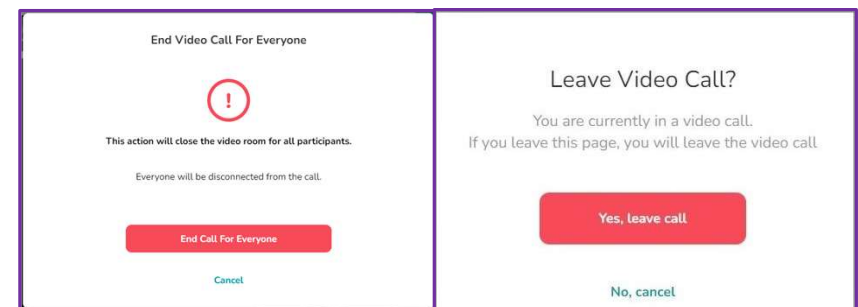 End Video Call For Everyone
!
This action will close the video room for all participants.
Everyone will be disconnected from the call.
End Call For Everyone
Cancel
Leave Video Call?
You are currently in a video call.
If you leave this page, you will leave the video call
Yes, leave call
No, cancel